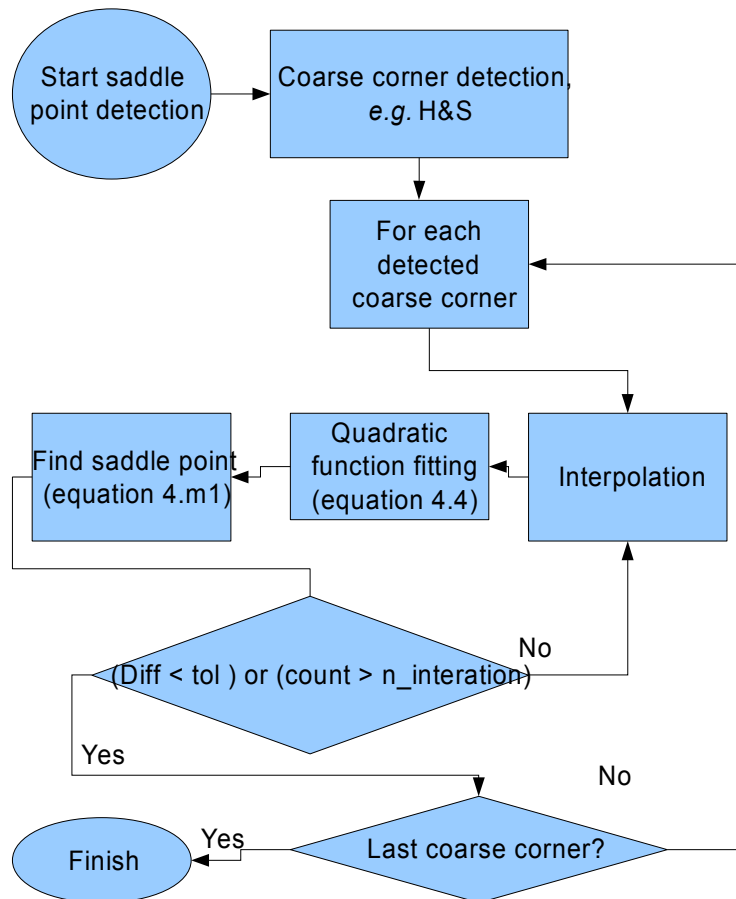 Start saddle
point detection
Coarse corner detection,
e.g. H&S
For each
detected
coarse corner
Find saddle point
(equation 4.m1)
Quadratic
function fitting
(equation 4.4)
Interpolation
(Diff < tol ) or (count > n_interation)
No
Yes
No
Finish
Yes
Last coarse corner?